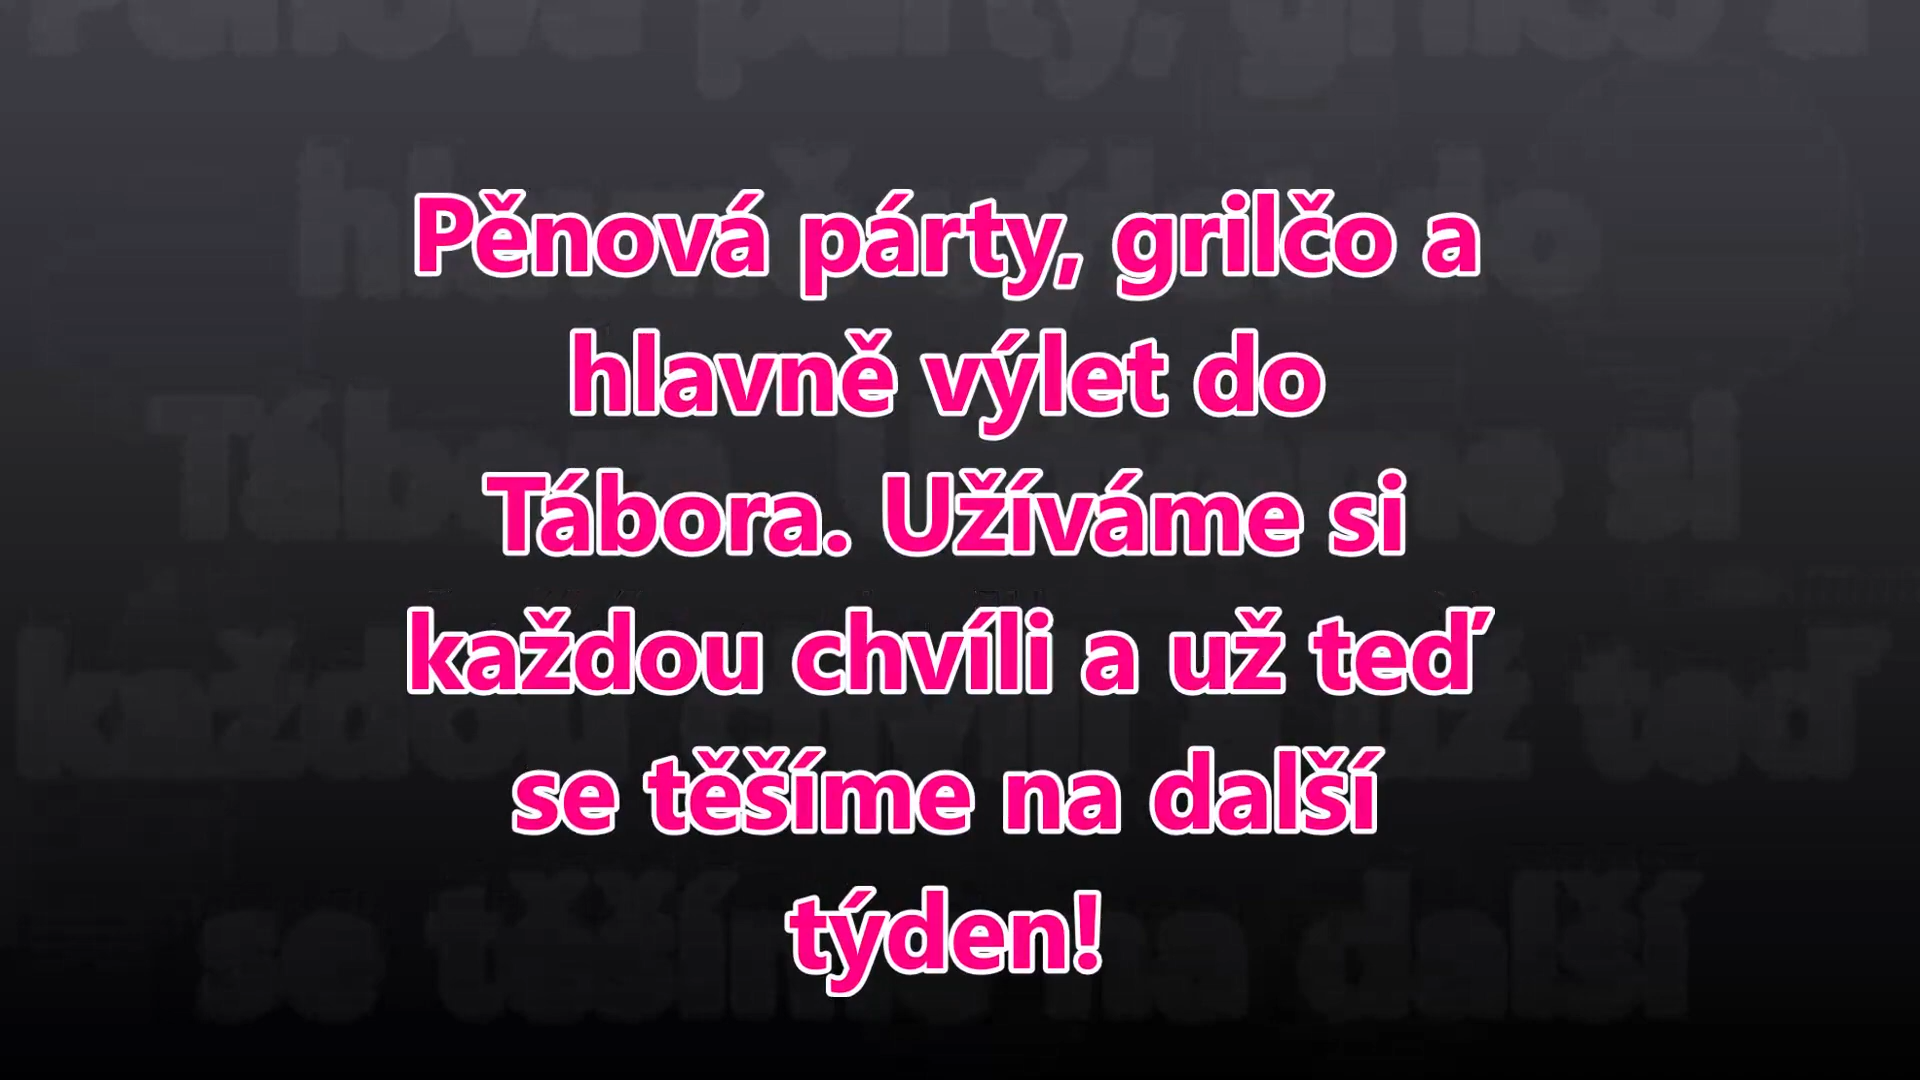 Pěnová párty, grilčo a
hlavně výlet do
Tábora. Užíváme si
každou chvíli a už teď
se těšíme na další
týden!